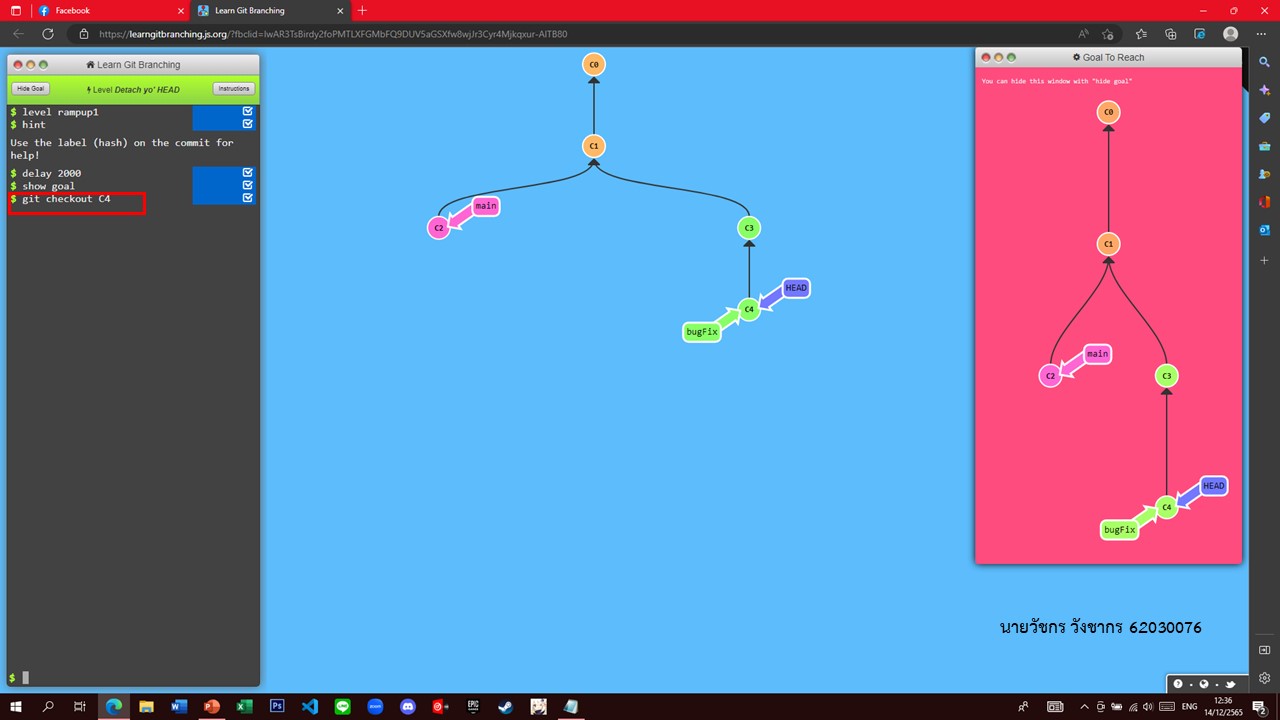 Facebook
Learn Git Branching
https://learngitbranching.js.org/?fbclid=IwAR3Ts8irdy2foPMTLXFGMbFQ9DUV5aGSXfw8wjJr3Cyr4Mjkqxur-AITB80
Learn Git Branching
Hide Goal
Level Detach yo' HEAD
Instructions
$ level rampup1
$ hint
Use the label (hash) on the commit for
help!
$ delay 2000
$ show goal
$ git checkout C4
$
C0
C1
main
C2
C3
HEAD
C4
bugFix
Goal To Reach
You can hide this window with "hide goal"
C0
C1
main
C2
C3
HEAD
C4
bugFix
นายวัชกร วังชากร 62030076
12:36
14/12/2565